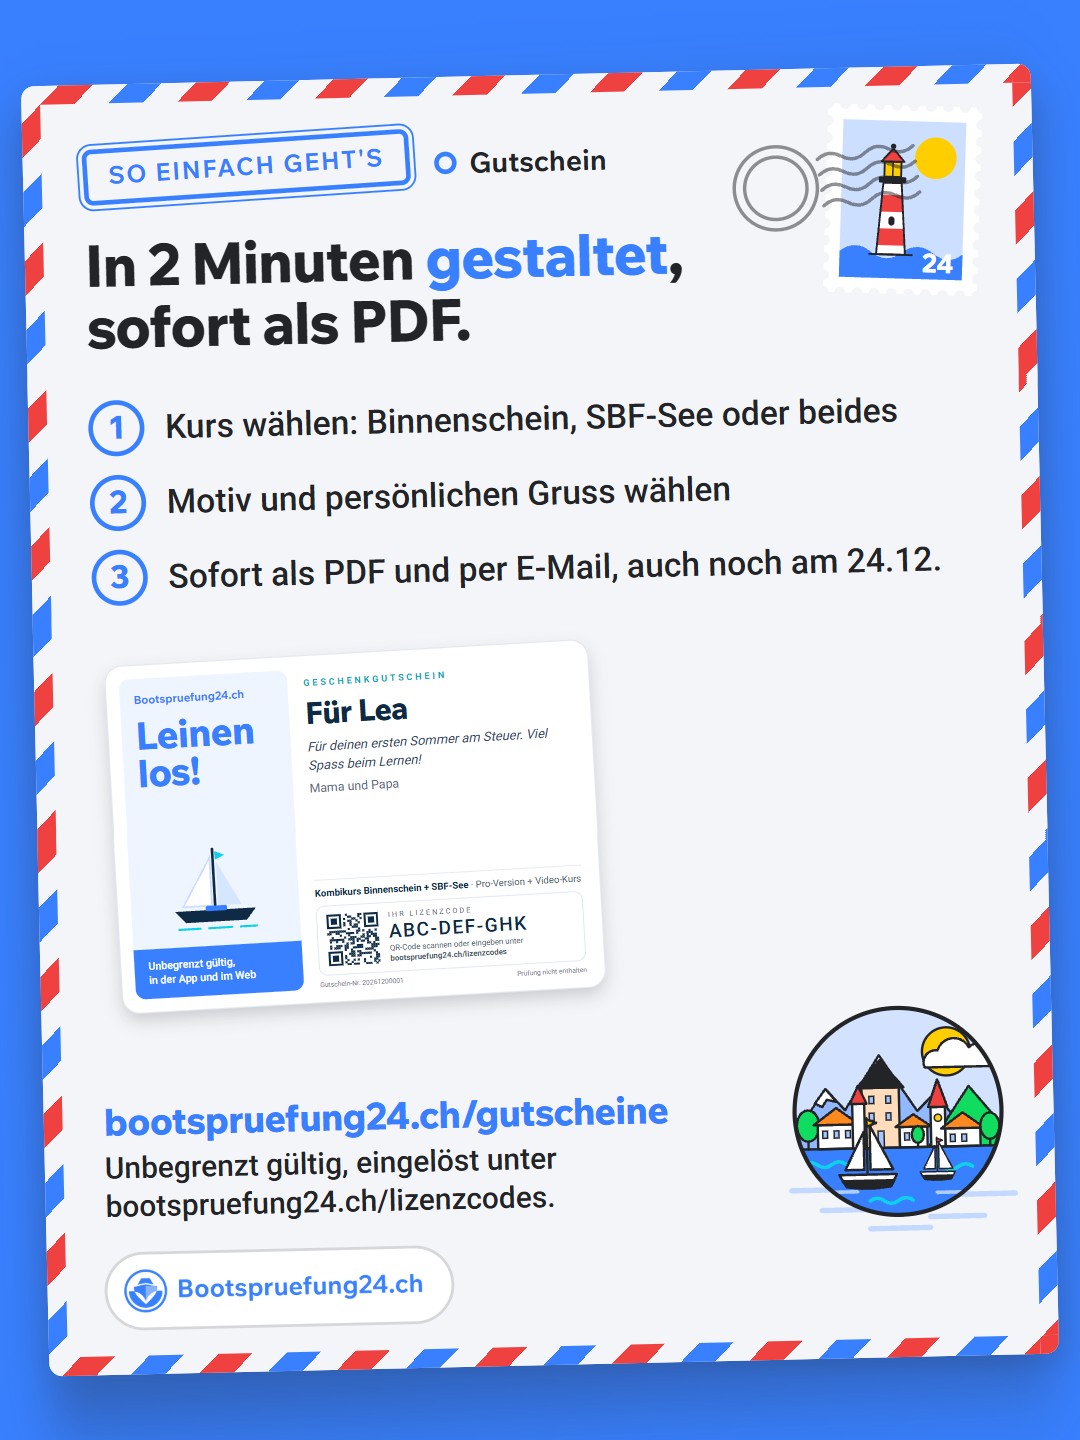 SO EINFACH GEHT'S
Gutschein
24
In 2 Minuten gestaltet,
sofort als PDF.
1 Kurs wählen: Binnenschein, SBF-See oder beides
2 Motiv und persönlichen Gruss wählen
3 Sofort als PDF und per E-Mail, auch noch am 24.12.
Bootspruefung24.ch
Leinen
los!
Unbegrenzt gültig,
in der App und im Web
GESCHENKGUTSCHEIN
Für Lea
Für deinen ersten Sommer am Steuer. Viel
Spass beim Lernen!
Mama und Papa
Kombikurs Binnenschein + SBF-See · Pro-Version + Video-Kurs
IHR LIZENZCODE
ABC-DEF-GHK
QR-Code scannen oder eingeben unter
bootspruefung24.ch/lizenzcodes
Gutschein-Nr. 20261200001
Prüfung nicht enthalten
bootspruefung24.ch/gutscheine
Unbegrenzt gültig, eingelöst unter
bootspruefung24.ch/lizenzcodes.
Bootspruefung24.ch